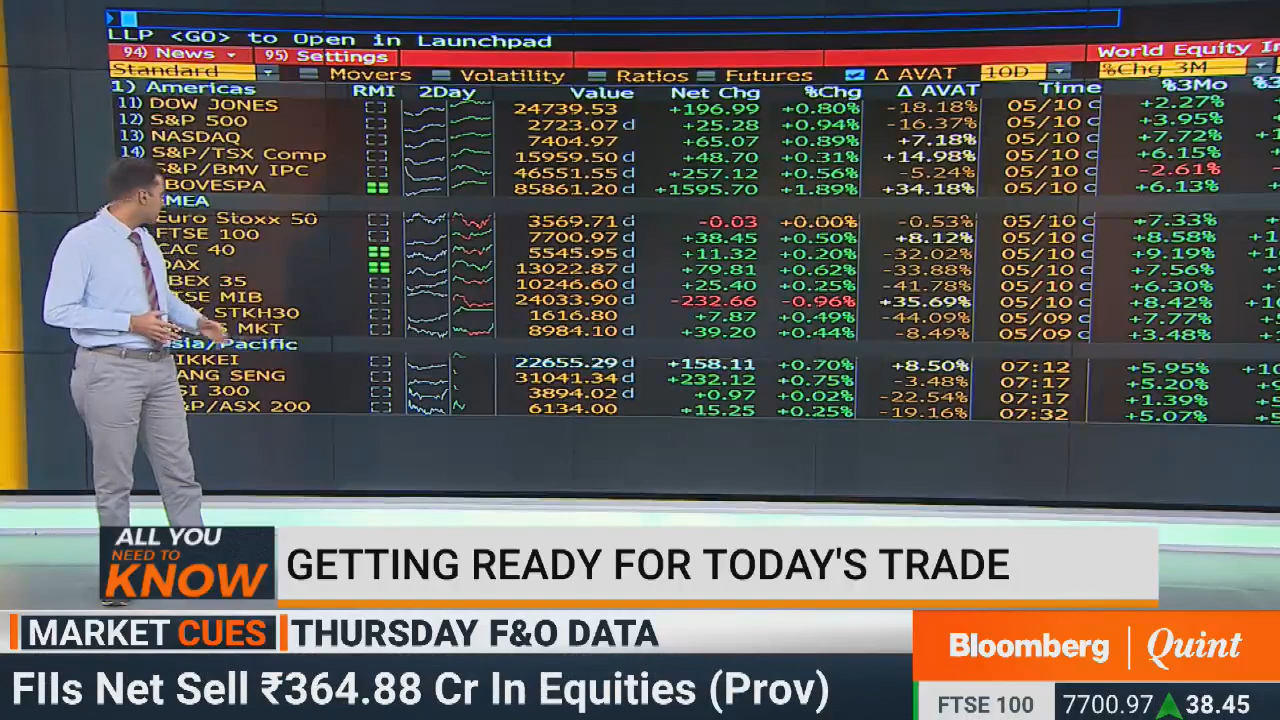 LLP <GO> to Open in Launchpad
94) News 95) Settings World Equity
Standard Movers Volatility Ratios Futures Δ AVAT 10D %Chg 3M
1) Americas RMI 2Day Value Net Chg %Chg Δ AVAT Time %3Mo
11) DOW JONES 24739.53 +196.99 +0.80% -18.18% 05/10 c +2.27%
12) S&P 500 2723.07 d +25.28 +0.94% -16.37% 05/10 c +3.95%
13) NASDAQ 7404.97 +65.07 +0.89% +7.18% 05/10 c +7.72%
14) S&P/TSX Comp 15959.50 d +48.70 +0.31% +14.98% 05/10 c +6.15%
S&P/BMV IPC 46551.55 d +257.12 +0.56% -5.24% 05/10 c -2.61%
BOVESPA 85861.20 d +1595.70 +1.89% +34.18% 05/10 c +6.13%
MEA
Euro Stoxx 50 3569.71 d -0.03 +0.00% -0.53% 05/10 c +7.33%
FTSE 100 7700.97 d +38.45 +0.50% +8.12% 05/10 c +8.58%
CAC 40 5545.95 d +11.32 +0.20% -32.02% 05/10 c +9.19%
DAX 13022.87 d +79.81 +0.62% -33.88% 05/10 c +7.56%
IBEX 35 10246.60 d +25.40 +0.25% -41.78% 05/10 c +6.30%
FTSE MIB 24033.90 d -232.66 -0.96% +35.69% 05/10 c +8.42%
STKH30 1616.80 +7.87 +0.49% -44.09% 05/09 c +7.77%
MKT 8984.10 d +39.20 +0.44% -8.49% 05/09 c +3.48%
sia/Pacific
IKKEI 22655.29 d +158.11 +0.70% +8.50% 07:12 +5.95%
ANG SENG 31041.34 d +232.12 +0.75% -3.48% 07:17 +5.20%
SI 300 3894.02 d +0.97 +0.02% -22.54% 07:17 +1.39%
P/ASX 200 6134.00 +15.25 +0.25% -19.16% 07:32 +5.07%
ALL YOU
NEED TO
KNOW
GETTING READY FOR TODAY'S TRADE
MARKET CUES THURSDAY F&O DATA
FIIs Net Sell ₹364.88 Cr In Equities (Prov)
Bloomberg | Quint
FTSE 100 7700.97 38.45